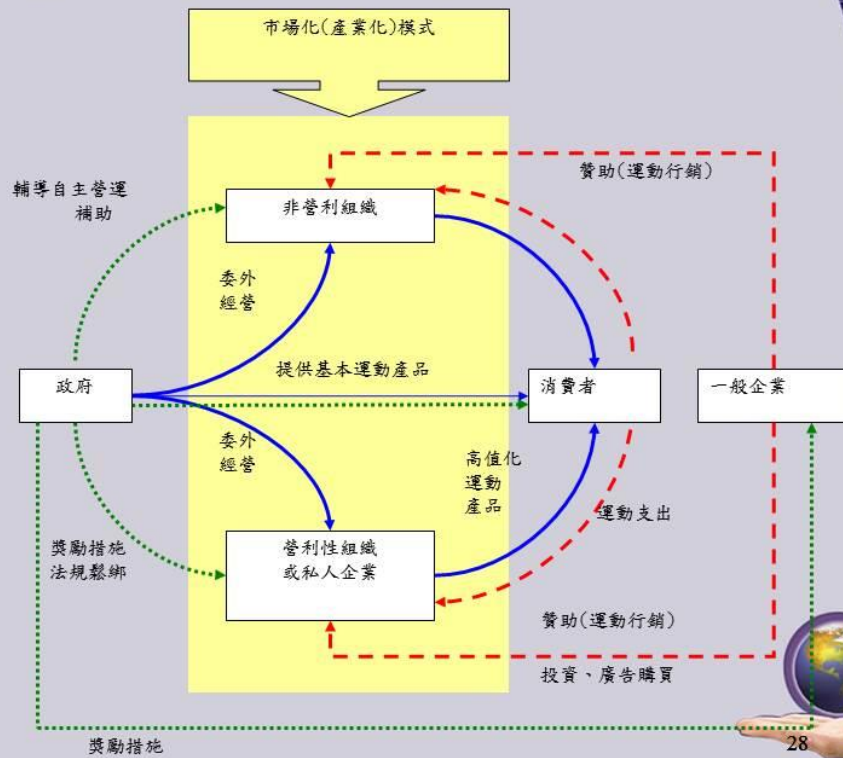 市場化(產業化)模式
贊助(運動行銷)
輔導自主營運
補助
非營利組織
委外
經營
提供基本運動產品
政府
消費者
一般企業
委外
經營
高值化
運動
產品
運動支出
獎勵措施
法規鬆綁
營利性組織
或私人企業
贊助(運動行銷)
投資、廣告購買
獎勵措施
28